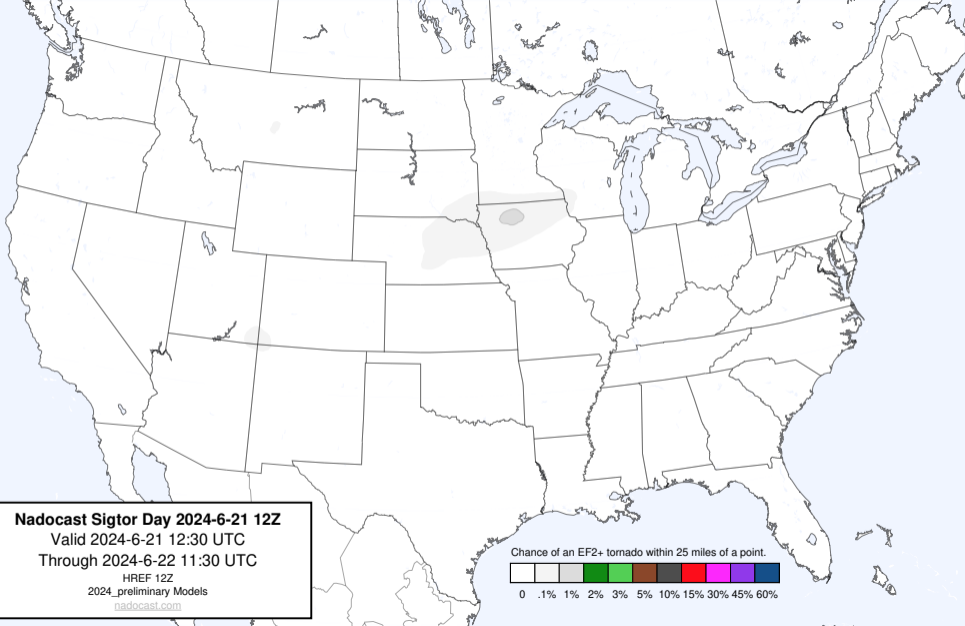 Nadocast Sigtor Day 2024-6-21 12Z
Valid 2024-6-21 12:30 UTC
Through 2024-6-22 11:30 UTC
HREF 12Z
2024_preliminary Models
nadocast.com
Chance of an EF2+ tornado within 25 miles of a point.
0 .1% 1% 2% 3% 5% 10% 15% 30% 45% 60%